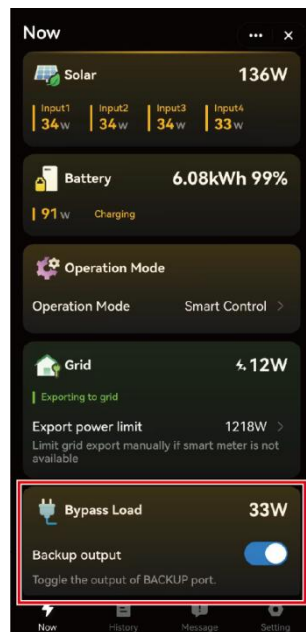 Now
Solar 136W
Input1 Input2 Input3 Input4
34w 34w 34w 33w
Battery 6.08kWh 99%
91w Charging
Operation Mode
Operation Mode Smart Control >
Grid 12W
Exporting to grid
Export power limit 1218W >
Limit grid export manually if smart meter is not
available
Bypass Load 33W
Backup output
Toggle the output of BACKUP port.
Now History Message Setting